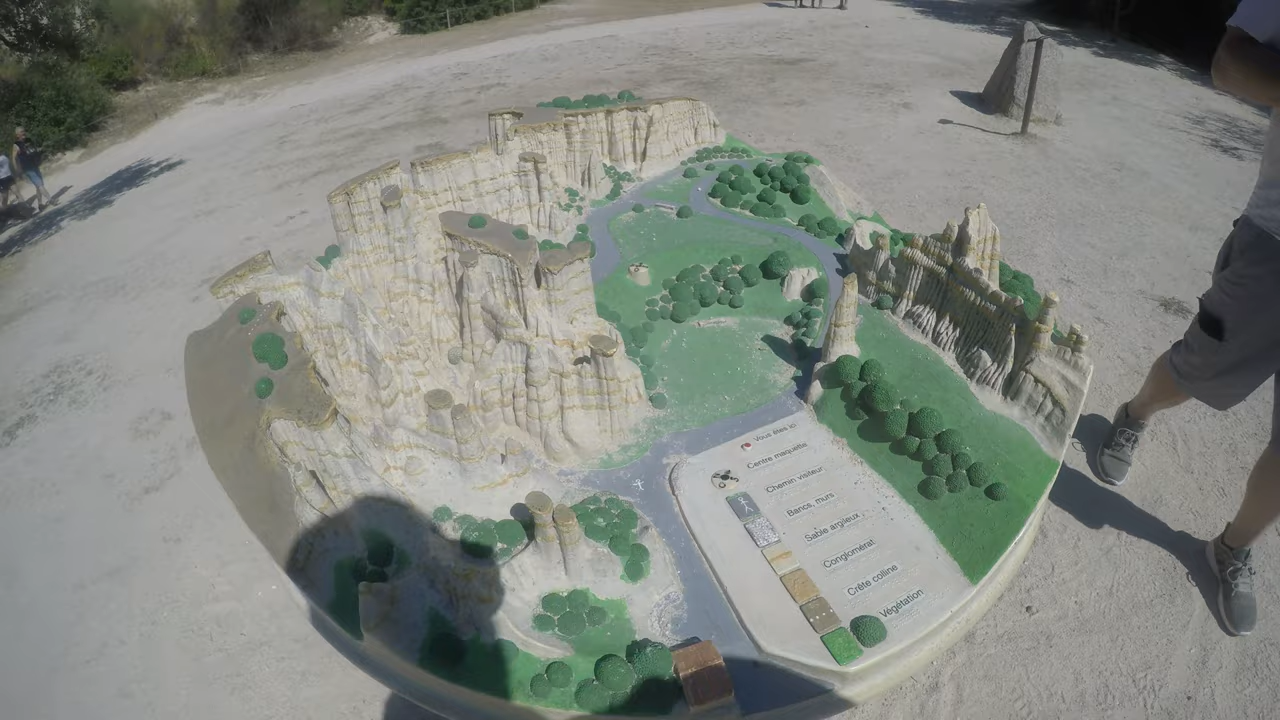 Vous êtes ici
Centre maquette
Chemin visiteur
Bancs, murs
Sable argileux
Conglomérat
Crête colline
Végétation